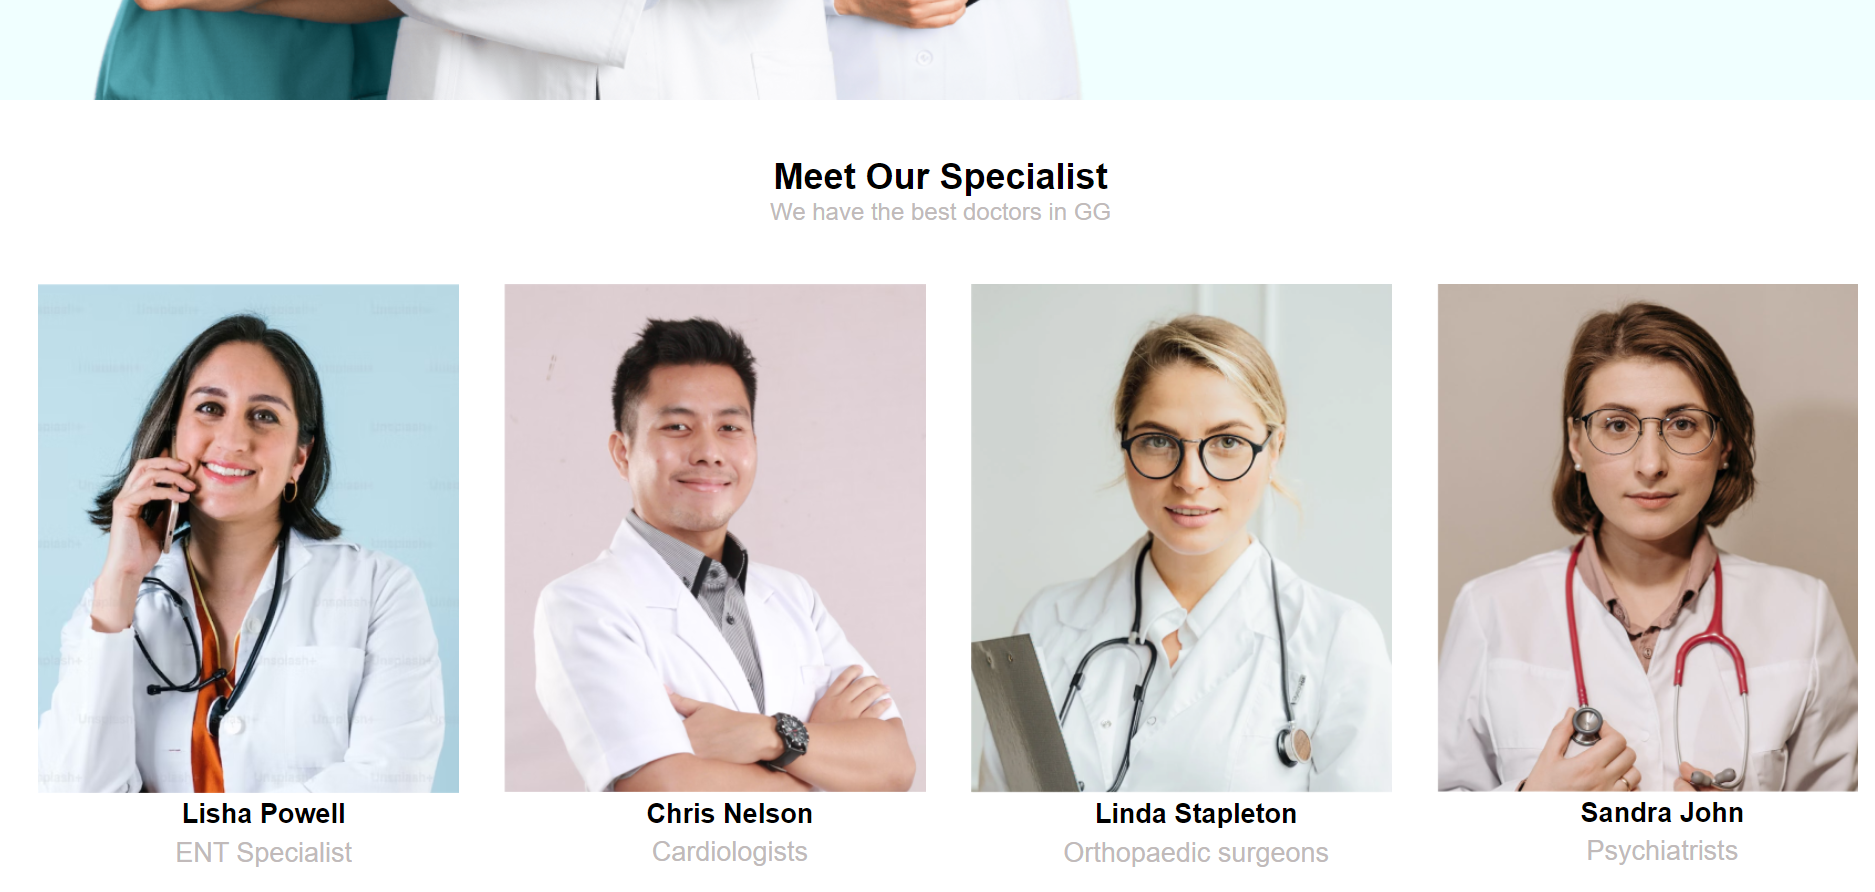 Meet Our Specialist
We have the best doctors in GG
Lisha Powell
ENT Specialist
Chris Nelson
Cardiologists
Linda Stapleton
Orthopaedic surgeons
Sandra John
Psychiatrists
Unsplash+